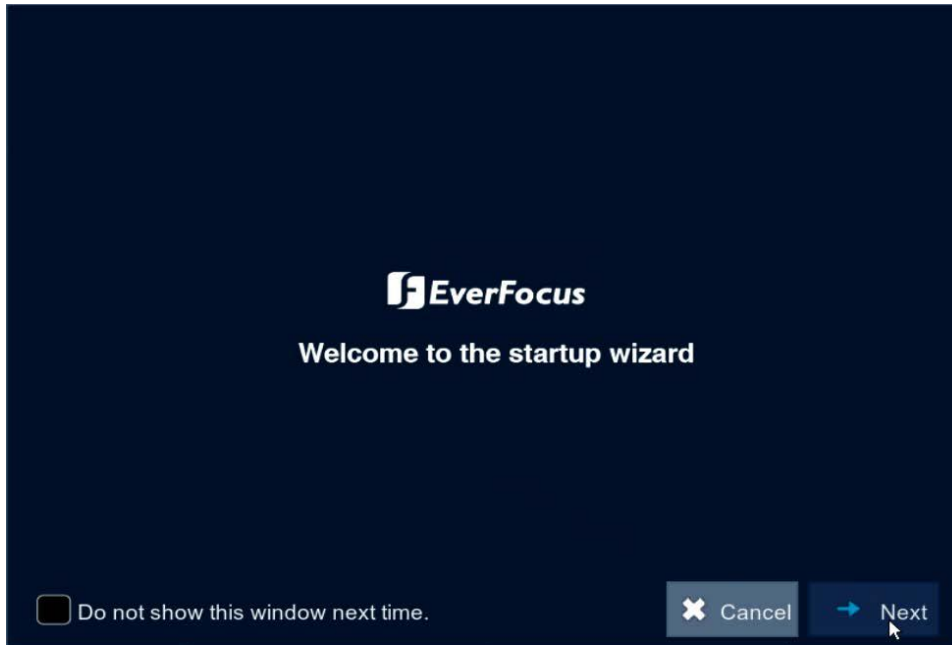 EverFocus
Welcome to the startup wizard
Do not show this window next time.
Cancel
Next